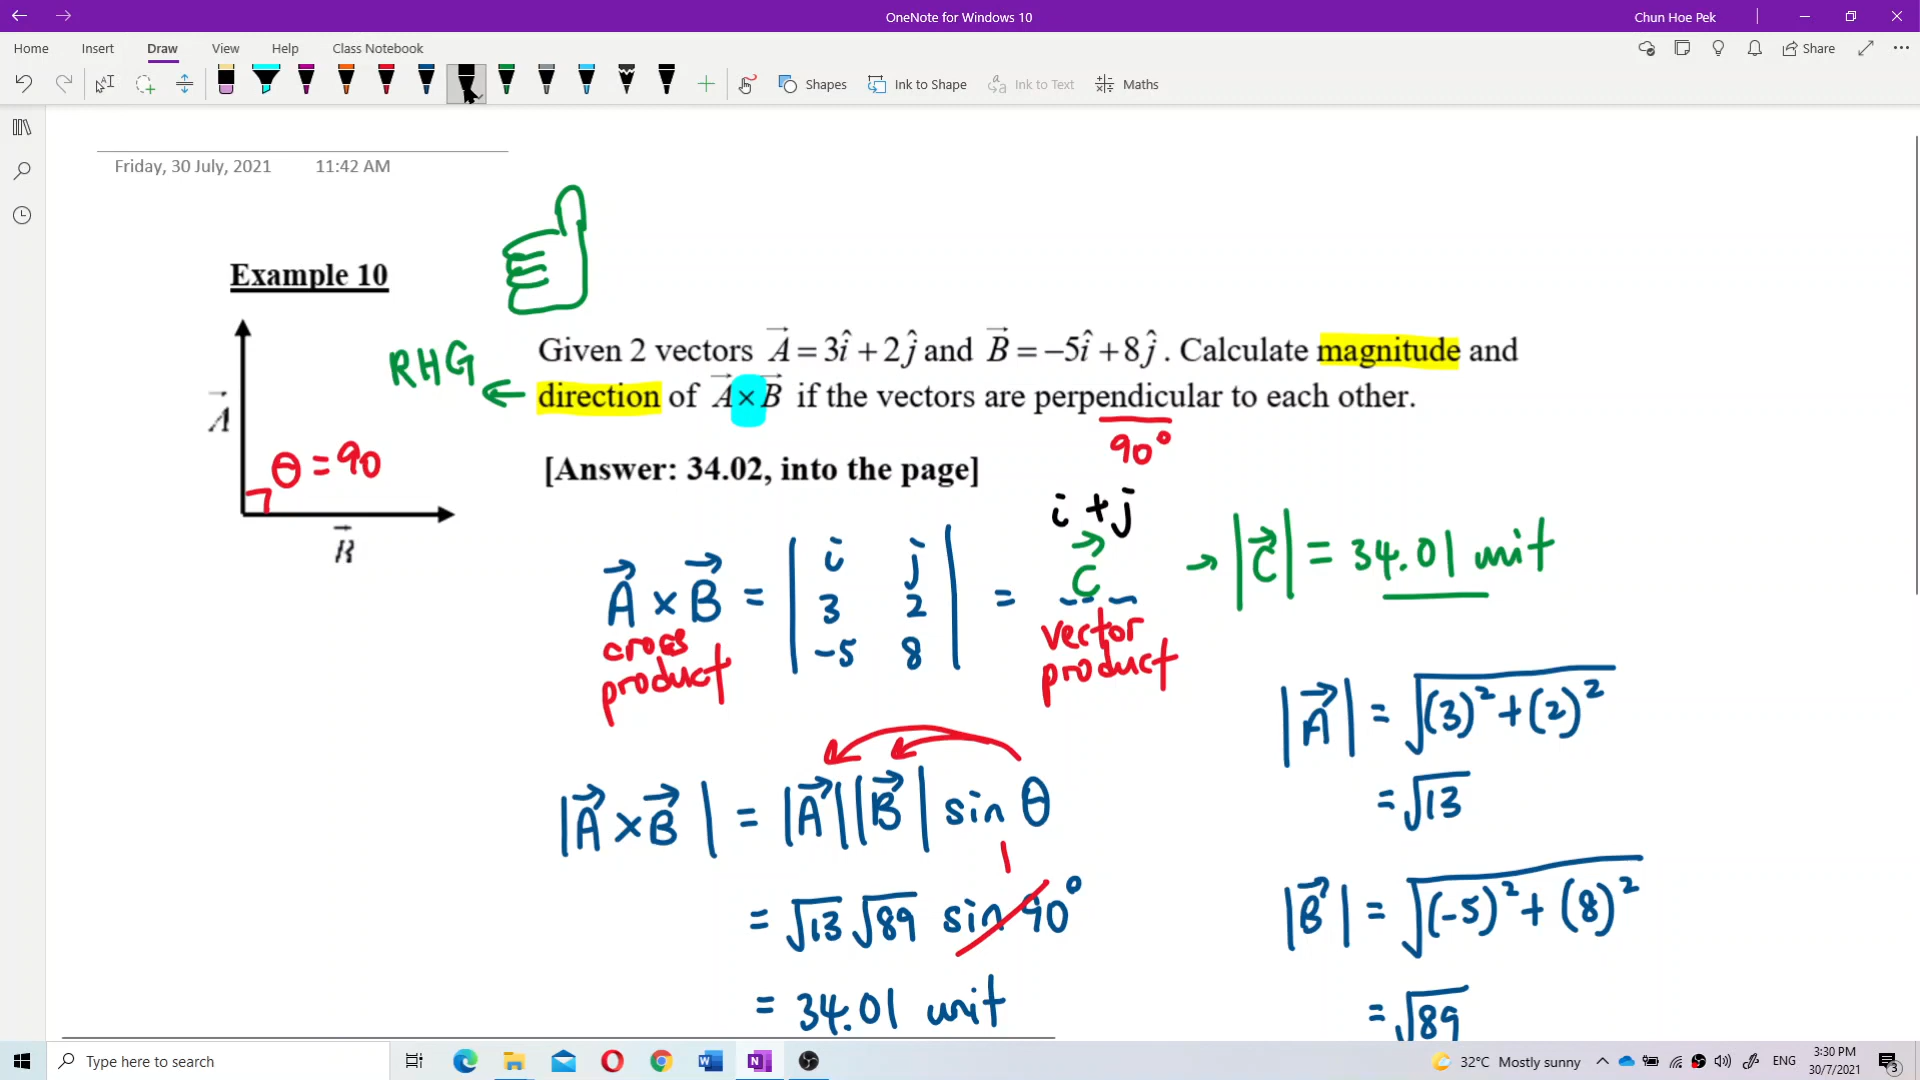 OneNote for Windows 10
Chun Hoe Pek
Home Insert Draw View Help Class Notebook
Share
Shapes Ink to Shape Ink to Text Maths
Friday, 30 July, 2021 11:42 AM
Example 10
RHG
Given 2 vectors A⃗ = 3î + 2ĵ and B⃗ = −5î + 8ĵ. Calculate magnitude and
direction of A⃗ × B⃗ if the vectors are perpendicular to each other.
90°
A⃗
θ = 90
B⃗
[Answer: 34.02, into the page]
i + j
A⃗ × B⃗ = | i j | = C⃗ → |C⃗| = 34.01 unit
3 2
-5 8
cross product
vector product
|A⃗| = √(3)² + (2)²
= √13
|A⃗ × B⃗| = |A⃗||B⃗| sin θ
1
= √13 √89 sin 90°
= 34.01 unit
|B⃗| = √(-5)² + (8)²
= √89
Type here to search
32°C Mostly sunny
ENG
3:30 PM
30/7/2021
3